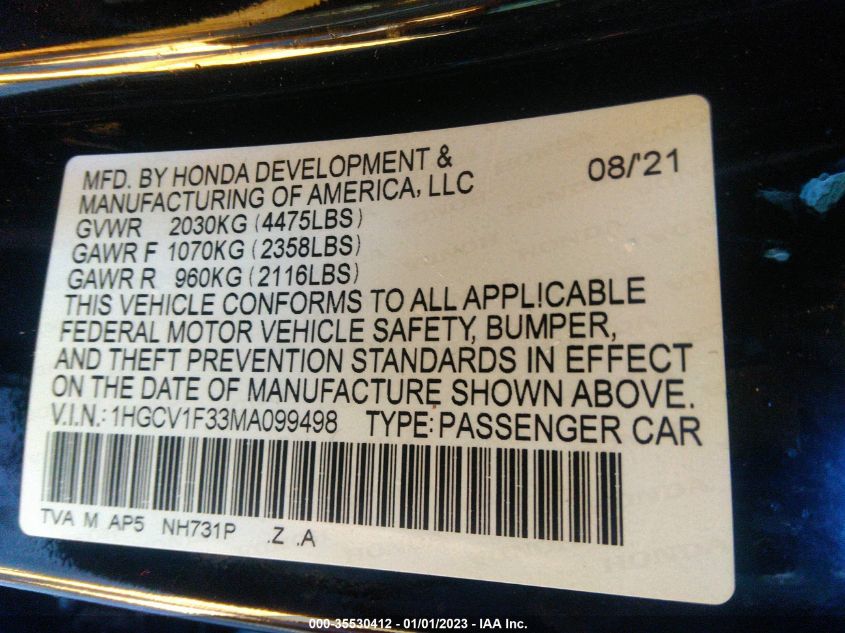 MFD. BY HONDA DEVELOPMENT & 08/'21
MANUFACTURING OF AMERICA, LLC
GVWR 2030KG (4475LBS)
GAWR F 1070KG (2358LBS)
GAWR R 960KG (2116LBS)
THIS VEHICLE CONFORMS TO ALL APPLICABLE
FEDERAL MOTOR VEHICLE SAFETY, BUMPER,
AND THEFT PREVENTION STANDARDS IN EFFECT
ON THE DATE OF MANUFACTURE SHOWN ABOVE.
V.I.N.: 1HGCV1F33MA099498 TYPE: PASSENGER CAR
TVA M AP5 NH731P .Z .A
000-35530412 - 01/01/2023 - IAA Inc.